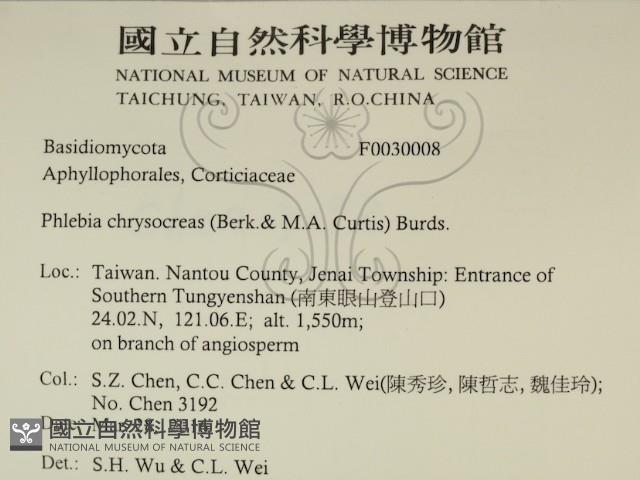 國立自然科學博物館
NATIONAL MUSEUM OF NATURAL SCIENCE
TAICHUNG, TAIWAN, R.O.CHINA
Basidiomycota F0030008
Aphyllophorales, Corticiaceae
Phlebia chrysocreas (Berk.& M.A. Curtis) Burds.
Loc.: Taiwan. Nantou County, Jenai Township: Entrance of
Southern Tungyenshan (南東眼山登山口)
24.02.N, 121.06.E; alt. 1,550m;
on branch of angiosperm
Col.: S.Z. Chen, C.C. Chen & C.L. Wei(陳秀珍, 陳哲志, 魏佳玲);
No. Chen 3192
國立自然科學博物館
NATIONAL MUSEUM OF NATURAL SCIENCE
Det.: S.H. Wu & C.L. Wei